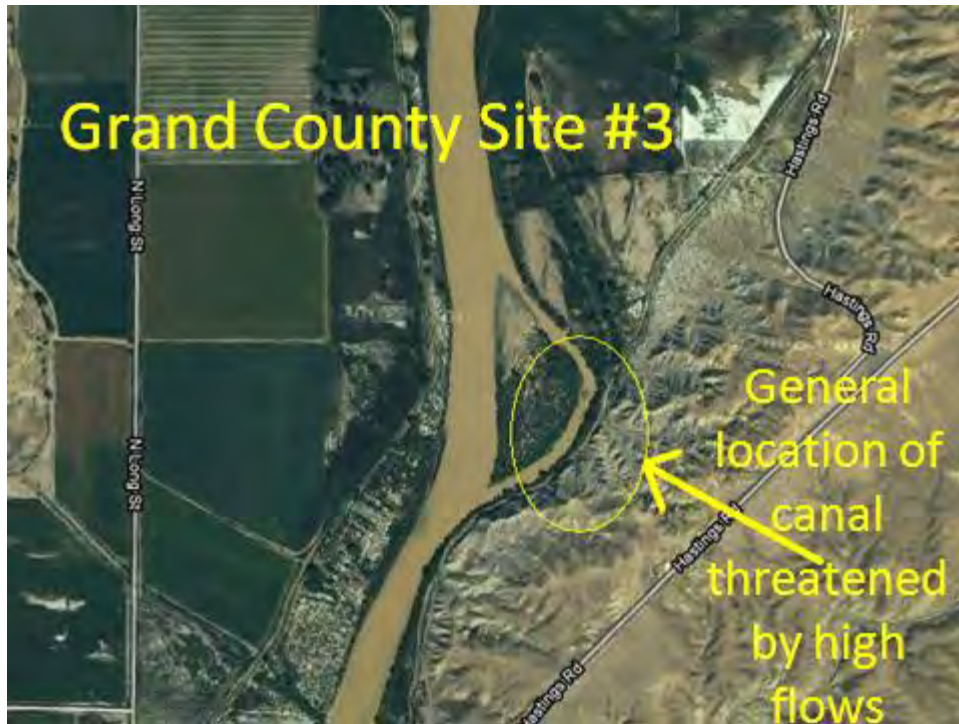 Grand County Site #3
N Long St
Hastings Rd
Hastings Rd
N Long St
General
location of
canal
threatened
by high
flows
Hastings Rd
Hastings Rd